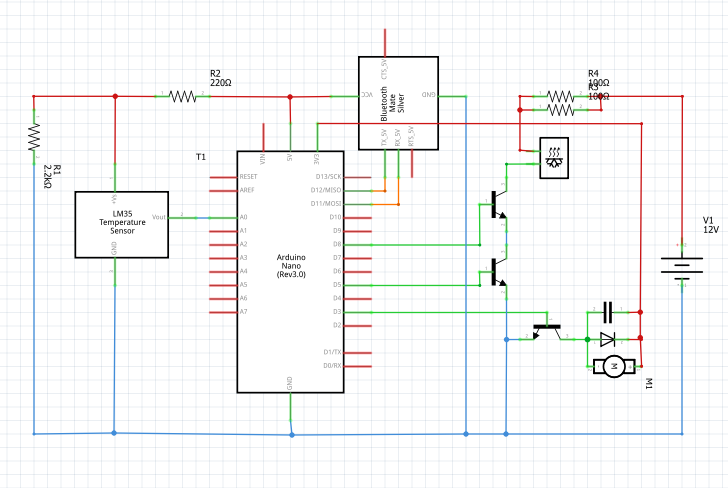 R2
220Ω
R4
100Ω
R3
100Ω
CTS_5V
VCC
GND
Bluetooth
Mate
Silver
TX_5V
RX_5V
RTS_5V
R1
2.2kΩ
T1
VIN
5V
3V3
+Vs
LM35
Temperature
Sensor
Vout
GND
RESET
AREF
A0
A1
A2
A3
A4
A5
A6
A7
Arduino
Nano
(Rev3.0)
D13/SCK
D12/MISO
D11/MOSI
D10
D9
D8
D7
D6
D5
D4
D3
D2
D1/TX
D0/RX
GND
V1
12V
M
M1